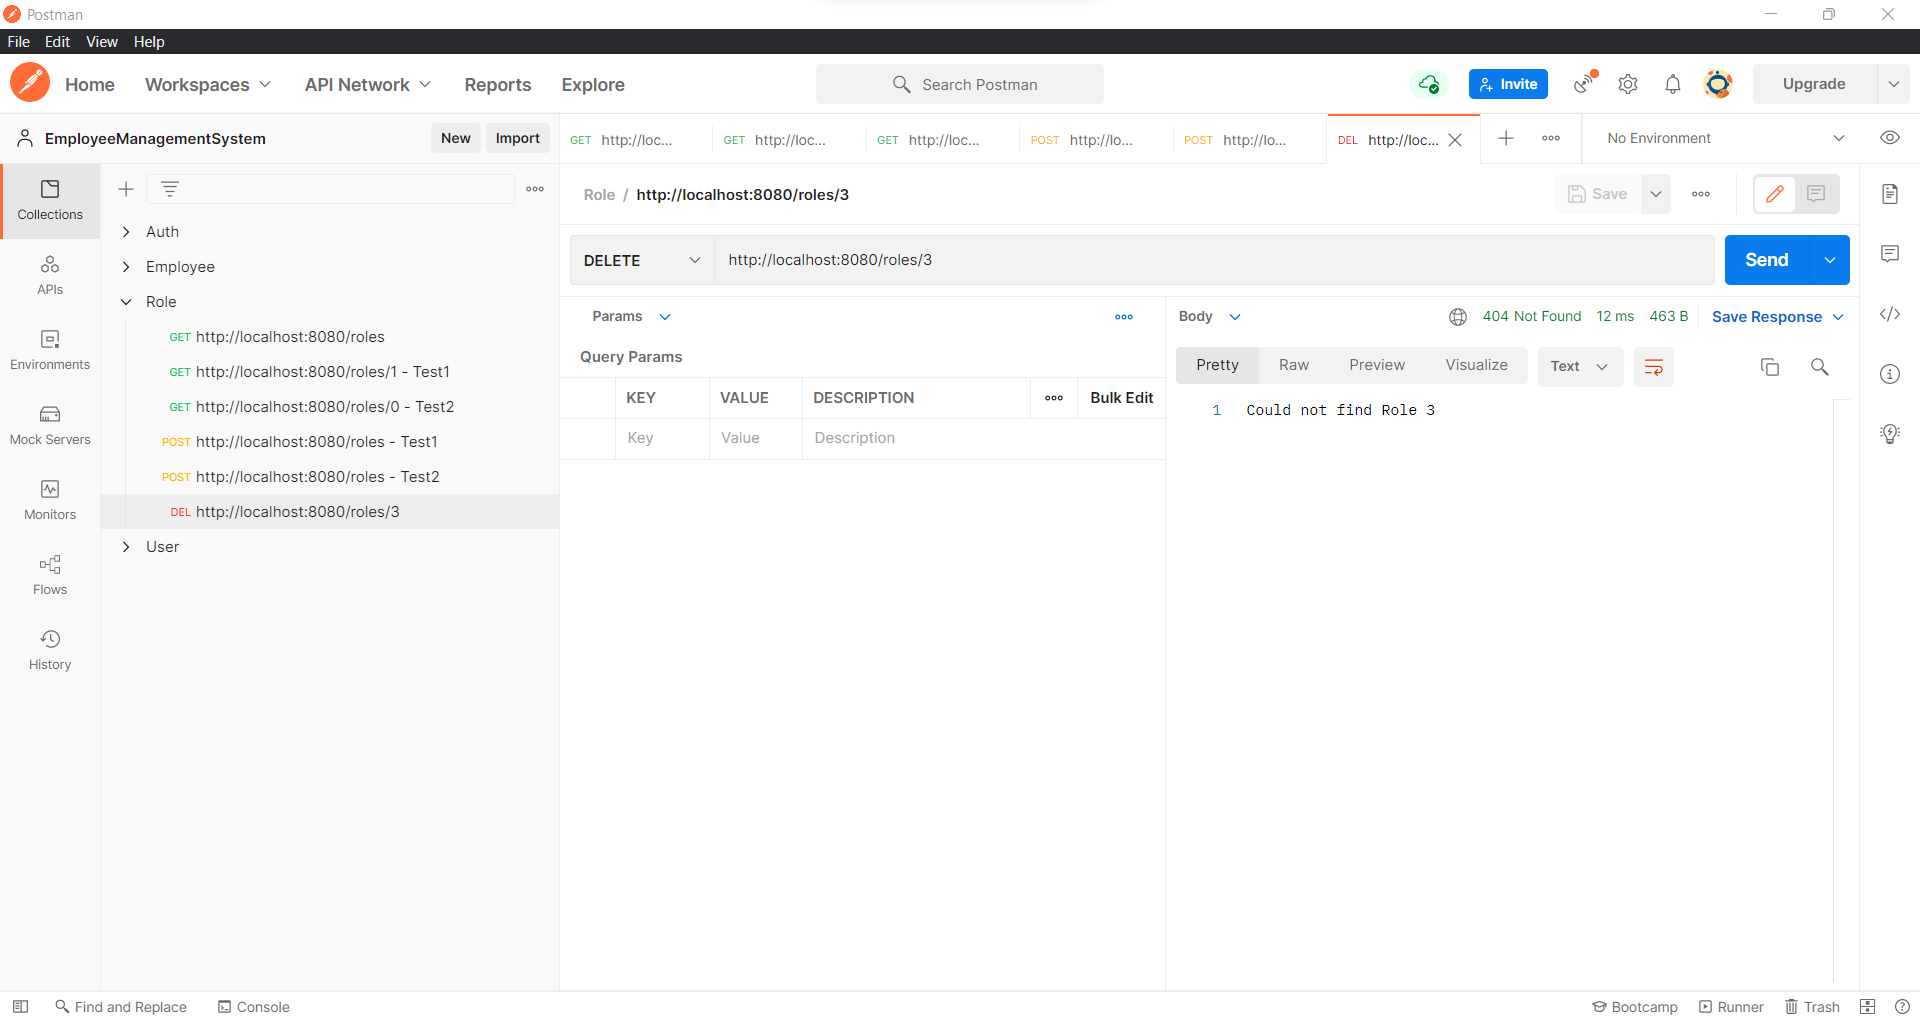 Postman
File Edit View Help
Home Workspaces API Network Reports Explore Search Postman Invite Upgrade
EmployeeManagementSystem New Import
GET http://loc... GET http://loc... GET http://loc... POST http://lo... POST http://lo... DEL http://loc... No Environment
Collections
APIs
Environments
Mock Servers
Monitors
Flows
History
Auth
Employee
Role
GET http://localhost:8080/roles
GET http://localhost:8080/roles/1 - Test1
GET http://localhost:8080/roles/0 - Test2
POST http://localhost:8080/roles - Test1
POST http://localhost:8080/roles - Test2
DEL http://localhost:8080/roles/3
User
Role / http://localhost:8080/roles/3 Save
DELETE http://localhost:8080/roles/3 Send
Params
Query Params
KEY VALUE DESCRIPTION Bulk Edit
Key Value Description
Body 404 Not Found 12 ms 463 B Save Response
Pretty Raw Preview Visualize Text
1 Could not find Role 3
Find and Replace Console Bootcamp Runner Trash